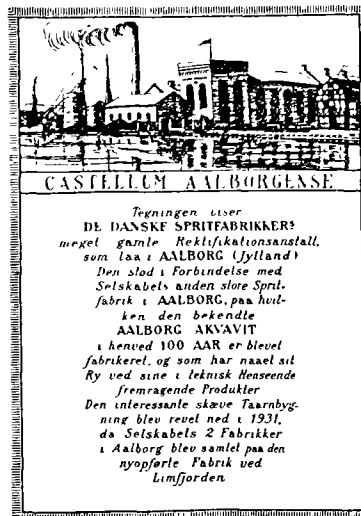 CASTELLUM AALBORGENSE
Tegningen viser
DE DANSKE SPRITFABRIKKERS
meget gamle Rektifikationsanstalt,
som laa i AALBORG (Jylland)
Den stod i Forbindelse med
Selskabets anden store Sprit-
fabrik i AALBORG, paa hvil-
ken den bekendte
AALBORG AKVAVIT
i henved 100 AAR er blevet
fabrikeret, og som har naaet sit
Ry ved sine i teknisk Henseende
fremragende Produkter
Den interessante skæve Taarnbyg-
ning blev revet ned i 1931,
da Selskabets 2 Fabrikker
i Aalborg blev samlet paa den
nyopførte Fabrik ved
Limfjorden